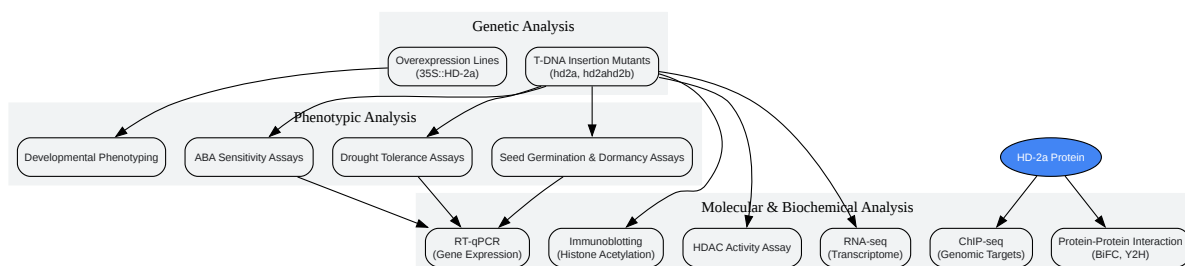 Genetic Analysis
Overexpression Lines
(35S::HD-2a)
T-DNA Insertion Mutants
(hd2a, hd2ahd2b)
Phenotypic Analysis
Developmental Phenotyping
ABA Sensitivity Assays
Drought Tolerance Assays
Seed Germination & Dormancy Assays
HD-2a Protein
Molecular & Biochemical Analysis
RT-qPCR
(Gene Expression)
Immunoblotting
(Histone Acetylation)
HDAC Activity Assay
RNA-seq
(Transcriptome)
ChIP-seq
(Genomic Targets)
Protein-Protein Interaction
(BiFC, Y2H)